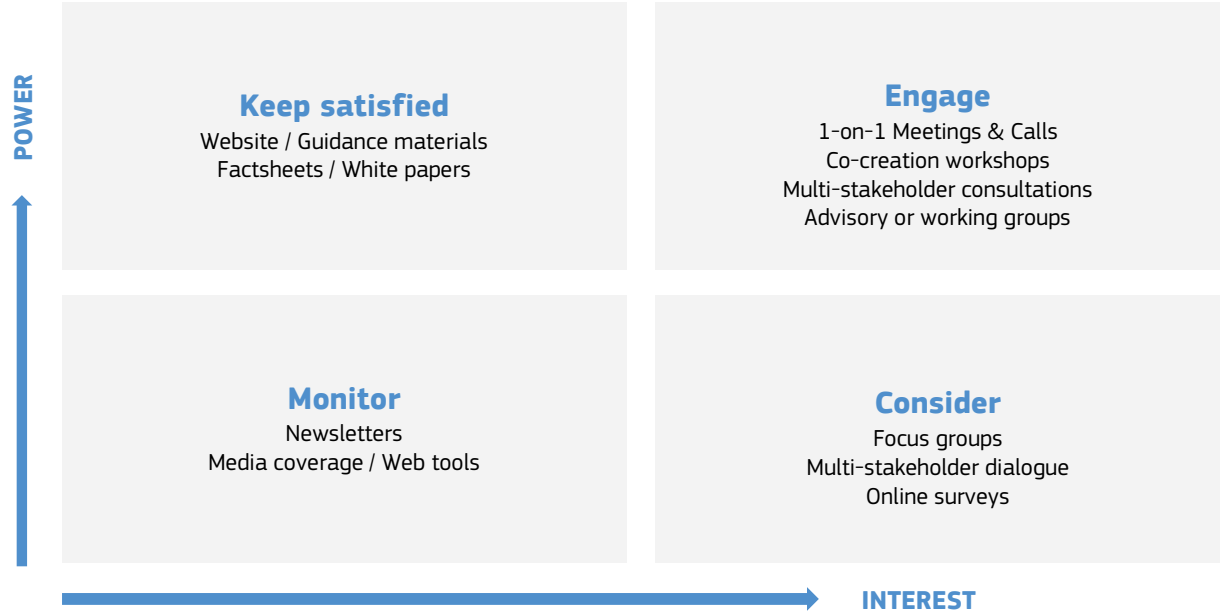 POWER
Keep satisfied
Website / Guidance materials
Factsheets / White papers
Engage
1-on-1 Meetings & Calls
Co-creation workshops
Multi-stakeholder consultations
Advisory or working groups
Monitor
Newsletters
Media coverage / Web tools
Consider
Focus groups
Multi-stakeholder dialogue
Online surveys
INTEREST